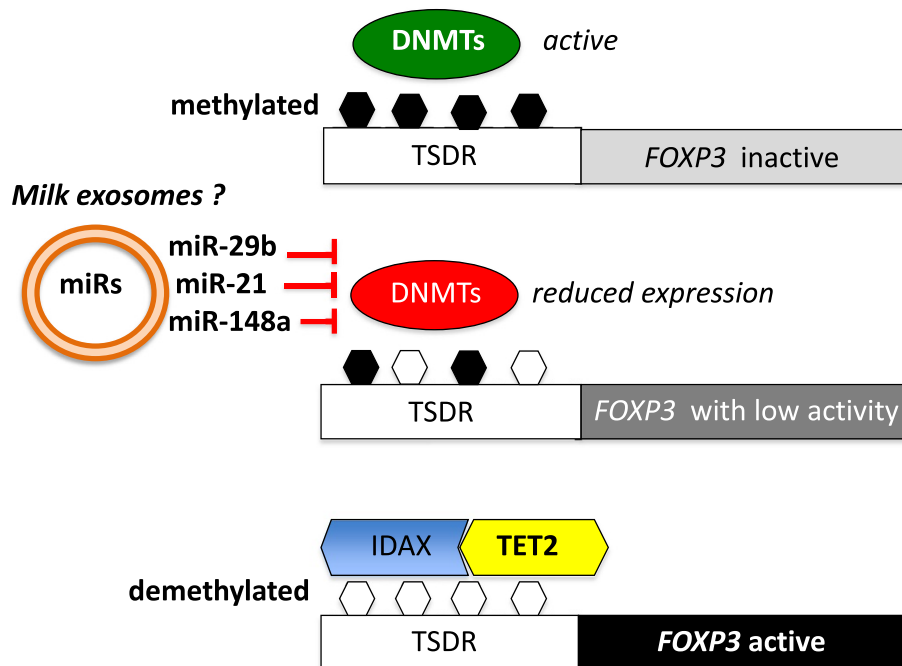 DNMTs active
methylated
TSDR FOXP3 inactive
Milk exosomes ?
miR-29b
miRs miR-21 DNMTs reduced expression
miR-148a
TSDR FOXP3 with low activity
IDAX TET2
demethylated
TSDR FOXP3 active